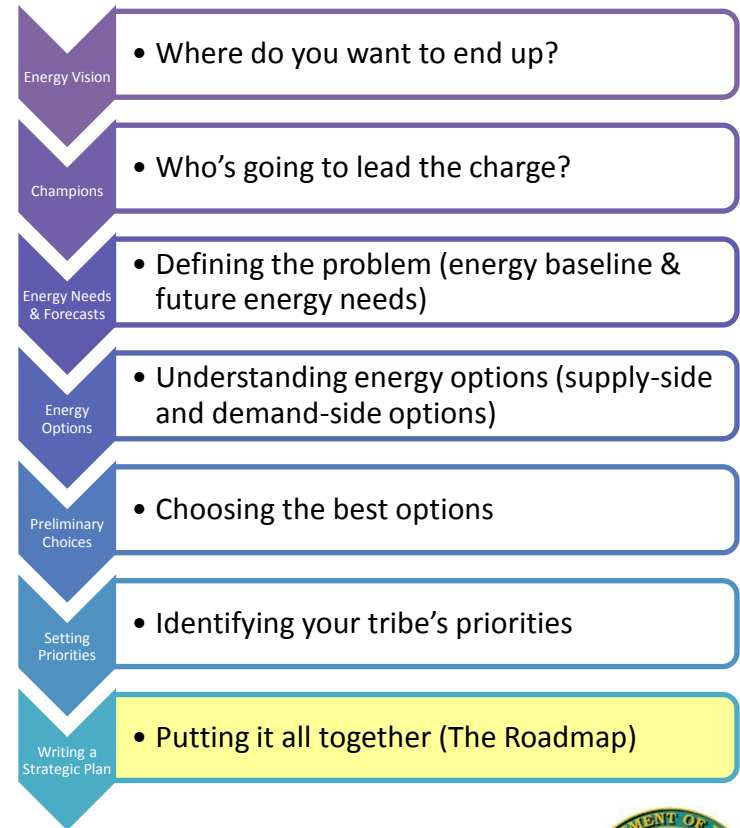 Energy Vision
• Where do you want to end up?
Champions
• Who’s going to lead the charge?
Energy Needs
& Forecasts
• Defining the problem (energy baseline &
future energy needs)
Energy
Options
• Understanding energy options (supply-side
and demand-side options)
Preliminary
Choices
• Choosing the best options
Setting
Priorities
• Identifying your tribe’s priorities
Writing a
Strategic Plan
• Putting it all together (The Roadmap)
MENT OF